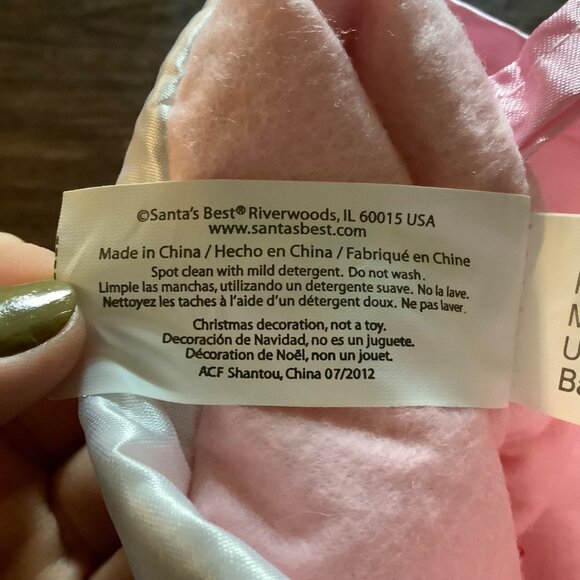 ©Santa's Best® Riverwoods, IL 60015 USA
www.santasbest.com
Made in China / Hecho en China / Fabriqué en Chine
Spot clean with mild detergent. Do not wash.
Limpie las manchas, utilizando un detergente suave. No la lave.
Nettoyez les taches à l'aide d'un détergent doux. Ne pas laver.
Christmas decoration, not a toy.
Decoración de Navidad, no es un juguete.
Décoration de Noël, non un jouet.
ACF Shantou, China 07/2012